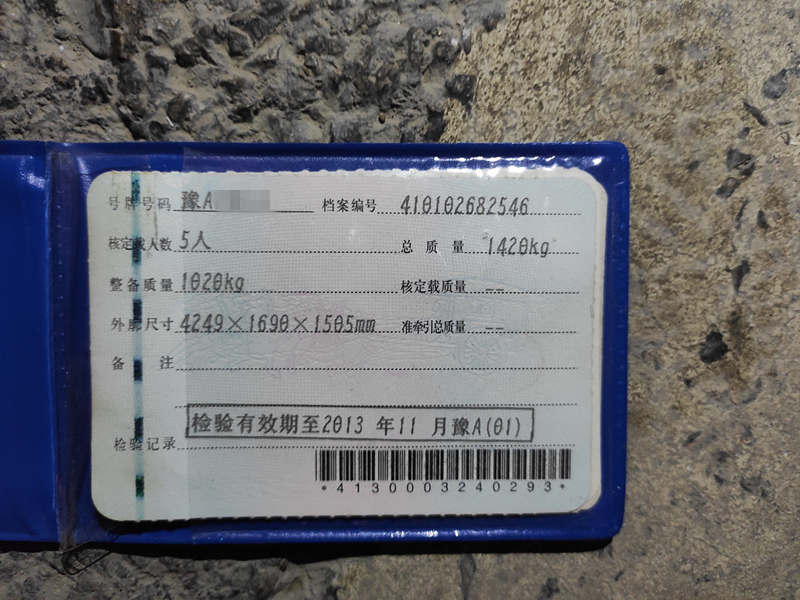 号牌号码 豫A 档案编号 410102682546
核定载人数 5人 总质量 1420kg
整备质量 1020kg 核定载质量 --
外廓尺寸 4249×1690×1505mm 准牵引总质量 --
备注
检验有效期至2013 年11 月豫A(01)
检验记录
*4130003240293*